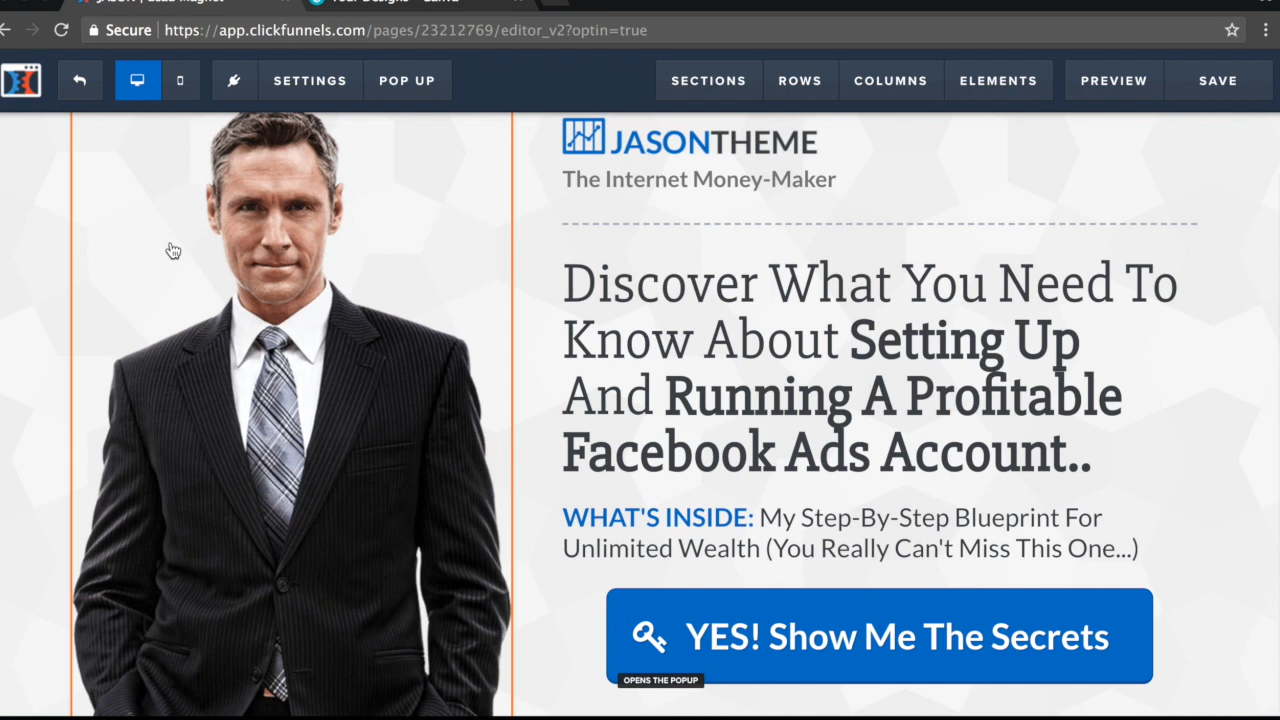 Secure https://app.clickfunnels.com/pages/23212769/editor_v2?optin=true
SETTINGS POP UP SECTIONS ROWS COLUMNS ELEMENTS PREVIEW SAVE
JASONTHEME
The Internet Money-Maker
Discover What You Need To
Know About Setting Up
And Running A Profitable
Facebook Ads Account..
WHAT'S INSIDE: My Step-By-Step Blueprint For
Unlimited Wealth (You Really Can't Miss This One...)
YES! Show Me The Secrets
OPENS THE POPUP